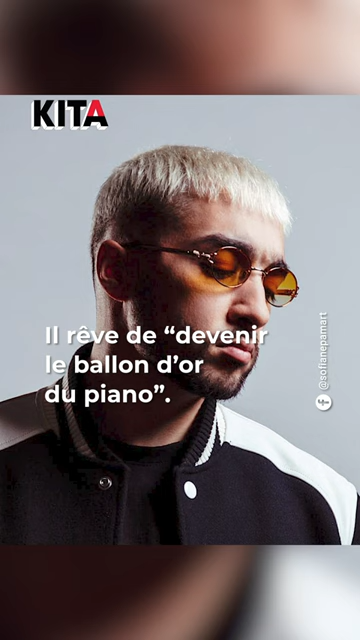 KITA
Il rêve de “devenir
le ballon d’or
du piano”.
@sofianepamart